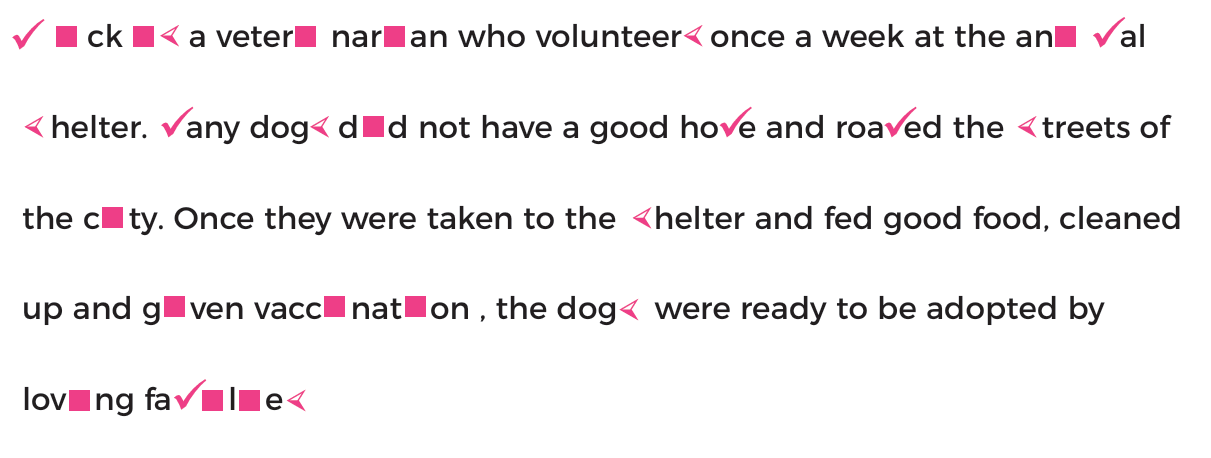 ✓ ■ ck ■< a veter■ nar■an who volunteer< once a week at the an■ ✓al
<helter. ✓any dog< d■d not have a good ho✓e and roa✓ed the <treets of
the c■ty. Once they were taken to the <helter and fed good food, cleaned
up and g■ven vacc■nat■on , the dog< were ready to be adopted by
lov■ng fa✓■l■e<